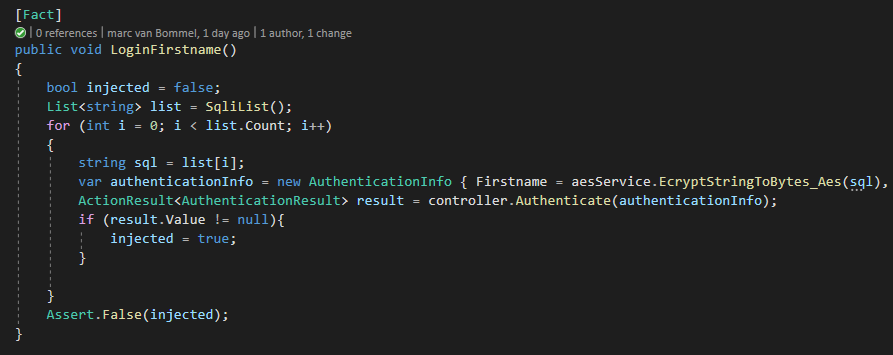 [Fact]
| 0 references | marc van Bommel, 1 day ago | 1 author, 1 change
public void LoginFirstname()
{
bool injected = false;
List<string> list = SqliList();
for (int i = 0; i < list.Count; i++)
{
string sql = list[i];
var authenticationInfo = new AuthenticationInfo { Firstname = aesService.EcryptStringToBytes_Aes(sql),
ActionResult<AuthenticationResult> result = controller.Authenticate(authenticationInfo);
if (result.Value != null){
injected = true;
}
}
Assert.False(injected);
}